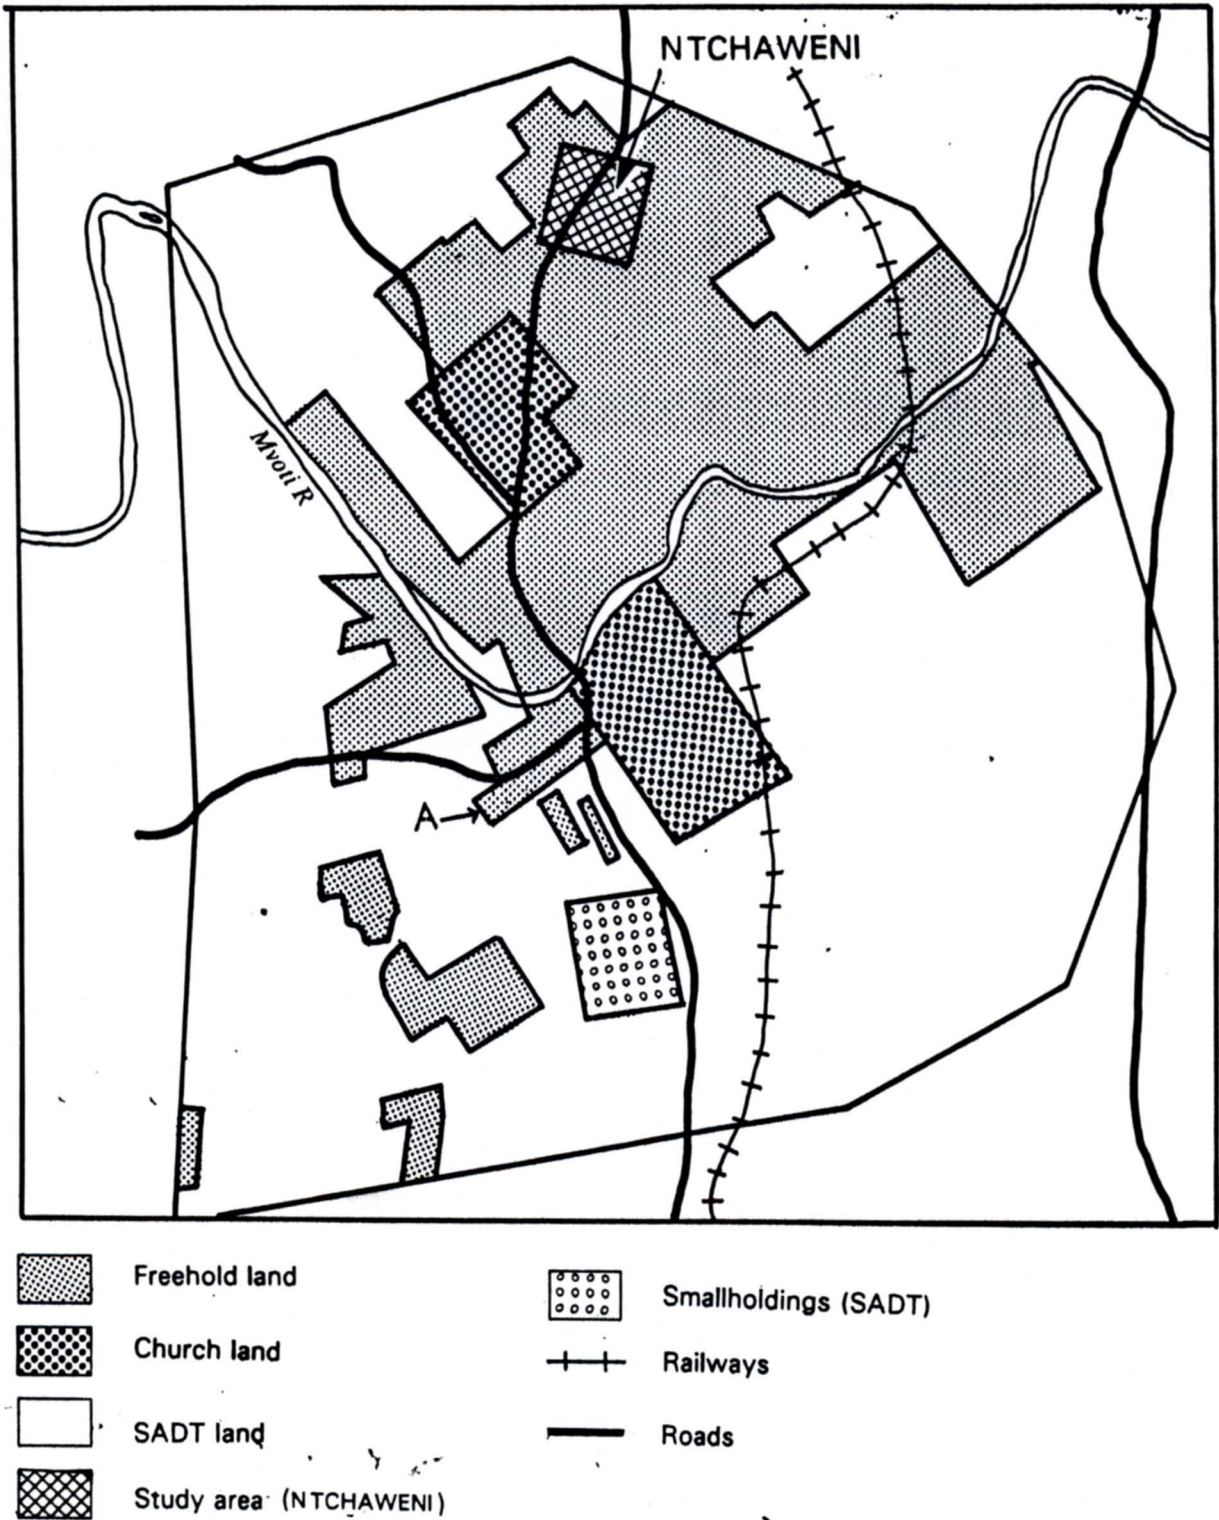 NTCHAWENI
Mvoti R
A
Freehold land
Church land
SADT land
Study area (NTCHAWENI)
Smallholdings (SADT)
Railways
Roads